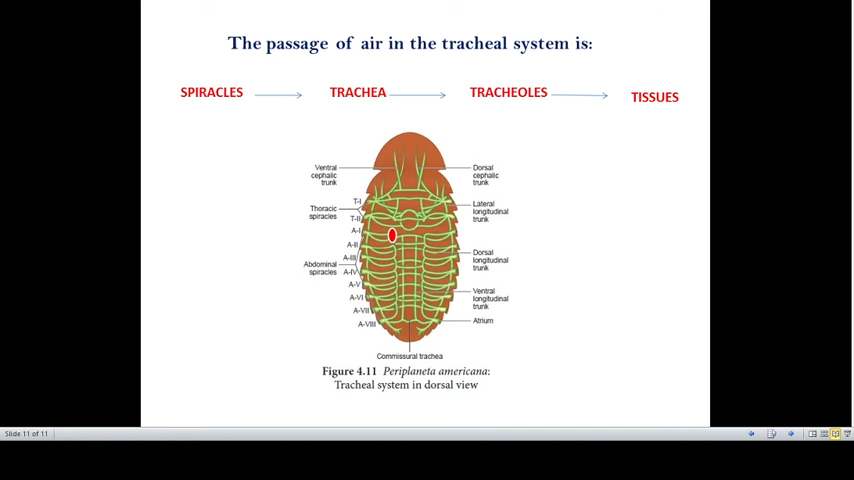 The passage of air in the tracheal system is:
SPIRACLES
TRACHEA
TRACHEOLES
TISSUES
Ventral
cephalic
trunk
Dorsal
cephalic
trunk
T-I
Thoracic
spiracles
T-II
Lateral
longitudinal
trunk
A-I
A-II
A-III
Abdominal
spiracles
A-IV
A-V
A-VI
A-VII
A-VIII
Dorsal
longitudinal
trunk
Ventral
longitudinal
trunk
Atrium
Commissural trachea
Figure 4.11 Periplaneta americana:
Tracheal system in dorsal view
Slide 11 of 11